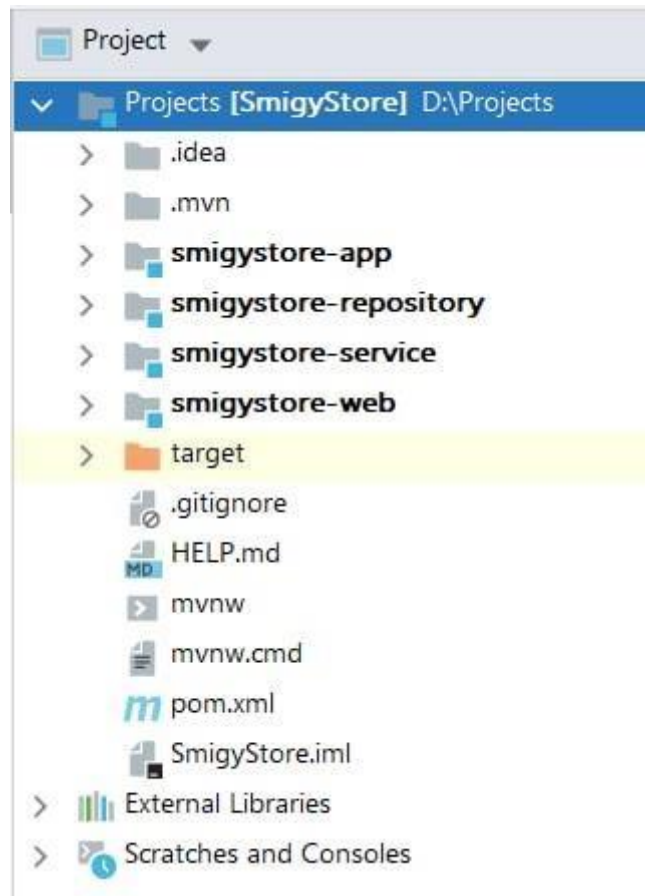 Project
Projects [SmigyStore] D:\Projects
.idea
.mvn
smigystore-app
smigystore-repository
smigystore-service
smigystore-web
target
.gitignore
MD HELP.md
mvnw
mvnw.cmd
m pom.xml
SmigyStore.iml
External Libraries
Scratches and Consoles